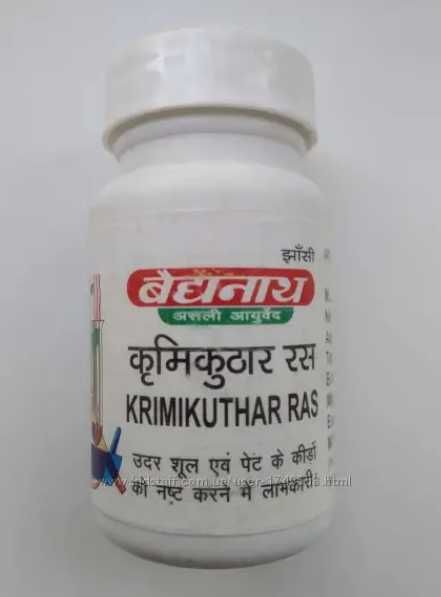 झाँसी
बैद्यनाथ
असली आयुर्वेद
कृमिकुठार रस
KRIMIKUTHAR RAS
उदर शूल एवं पेट के कीड़ों
को नष्ट करने में लाभकारी